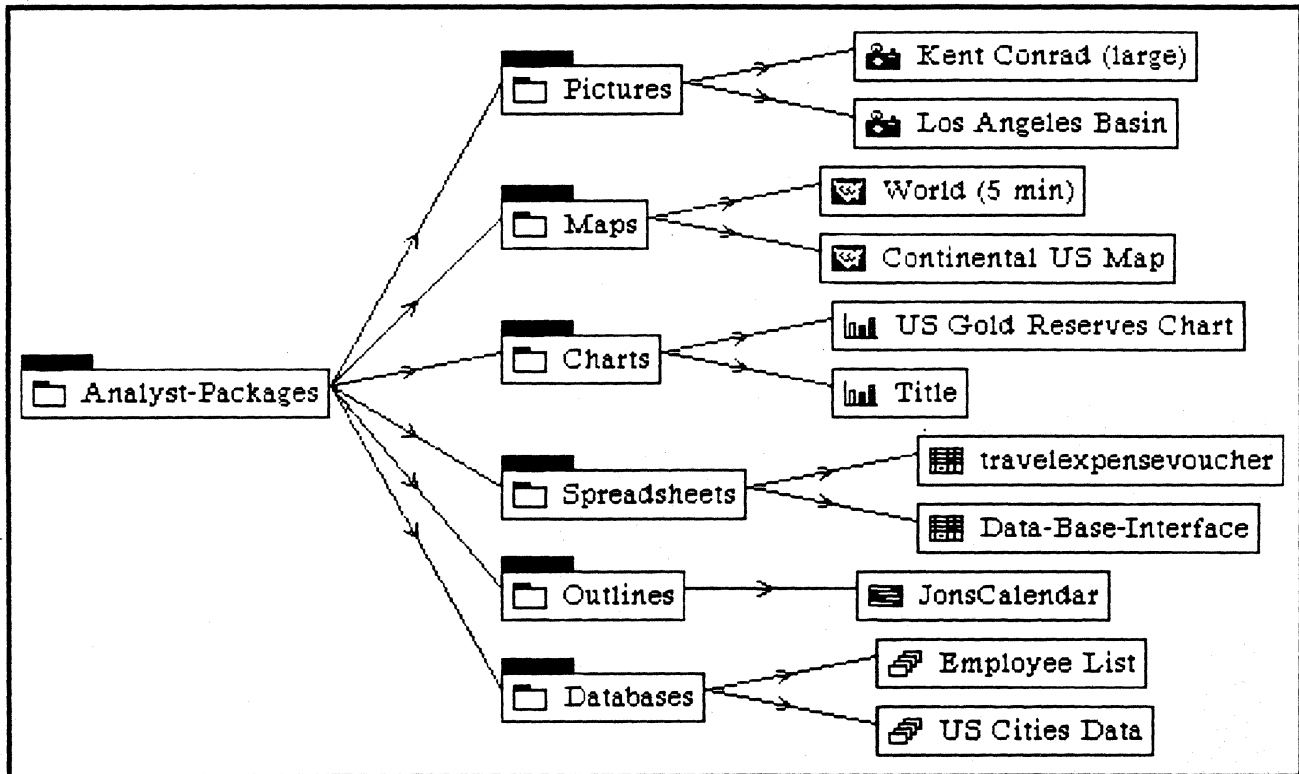 Kent Conrad (large)
Pictures
Los Angeles Basin
World (5 min)
Maps
Continental US Map
US Gold Reserves Chart
Charts
Analyst-Packages
Title
travelexpensevoucher
Spreadsheets
Data-Base-Interface
Outlines
JonsCalendar
Employee List
Databases
US Cities Data